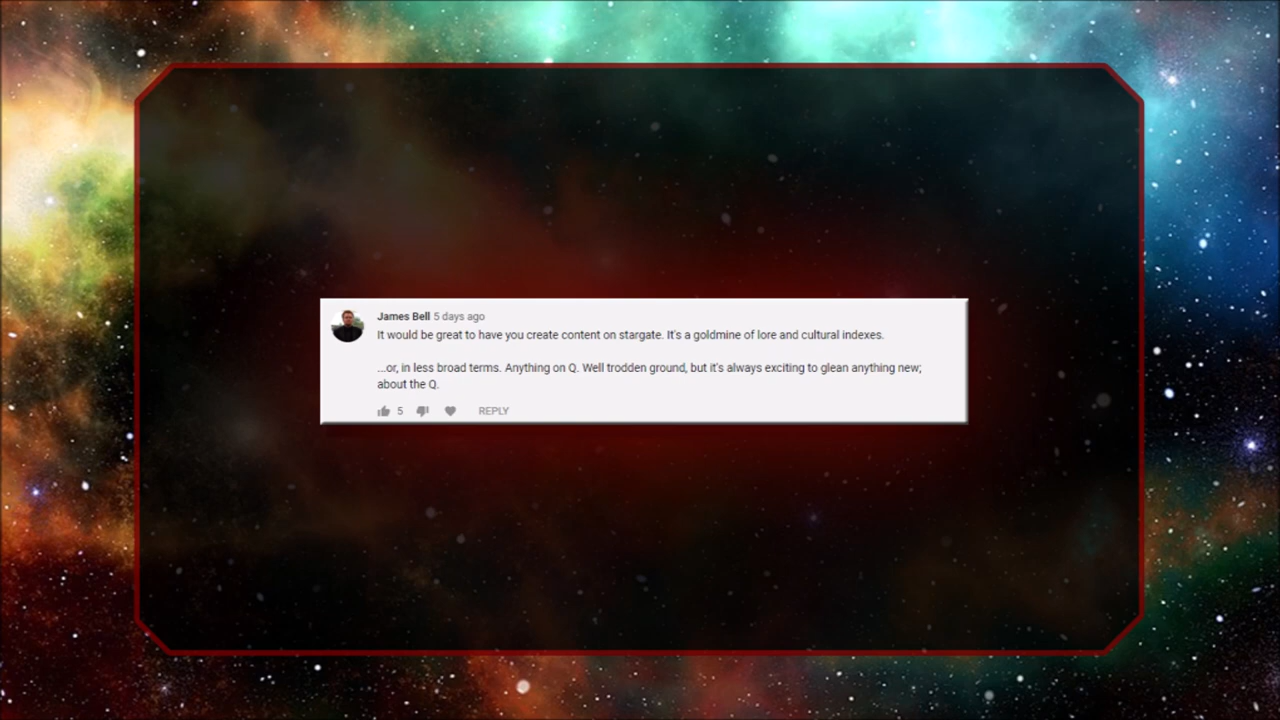 James Bell 5 days ago
It would be great to have you create content on stargate. It's a goldmine of lore and cultural indexes.
...or, in less broad terms. Anything on Q. Well trodden ground, but it's always exciting to glean anything new;
about the Q.
5 REPLY